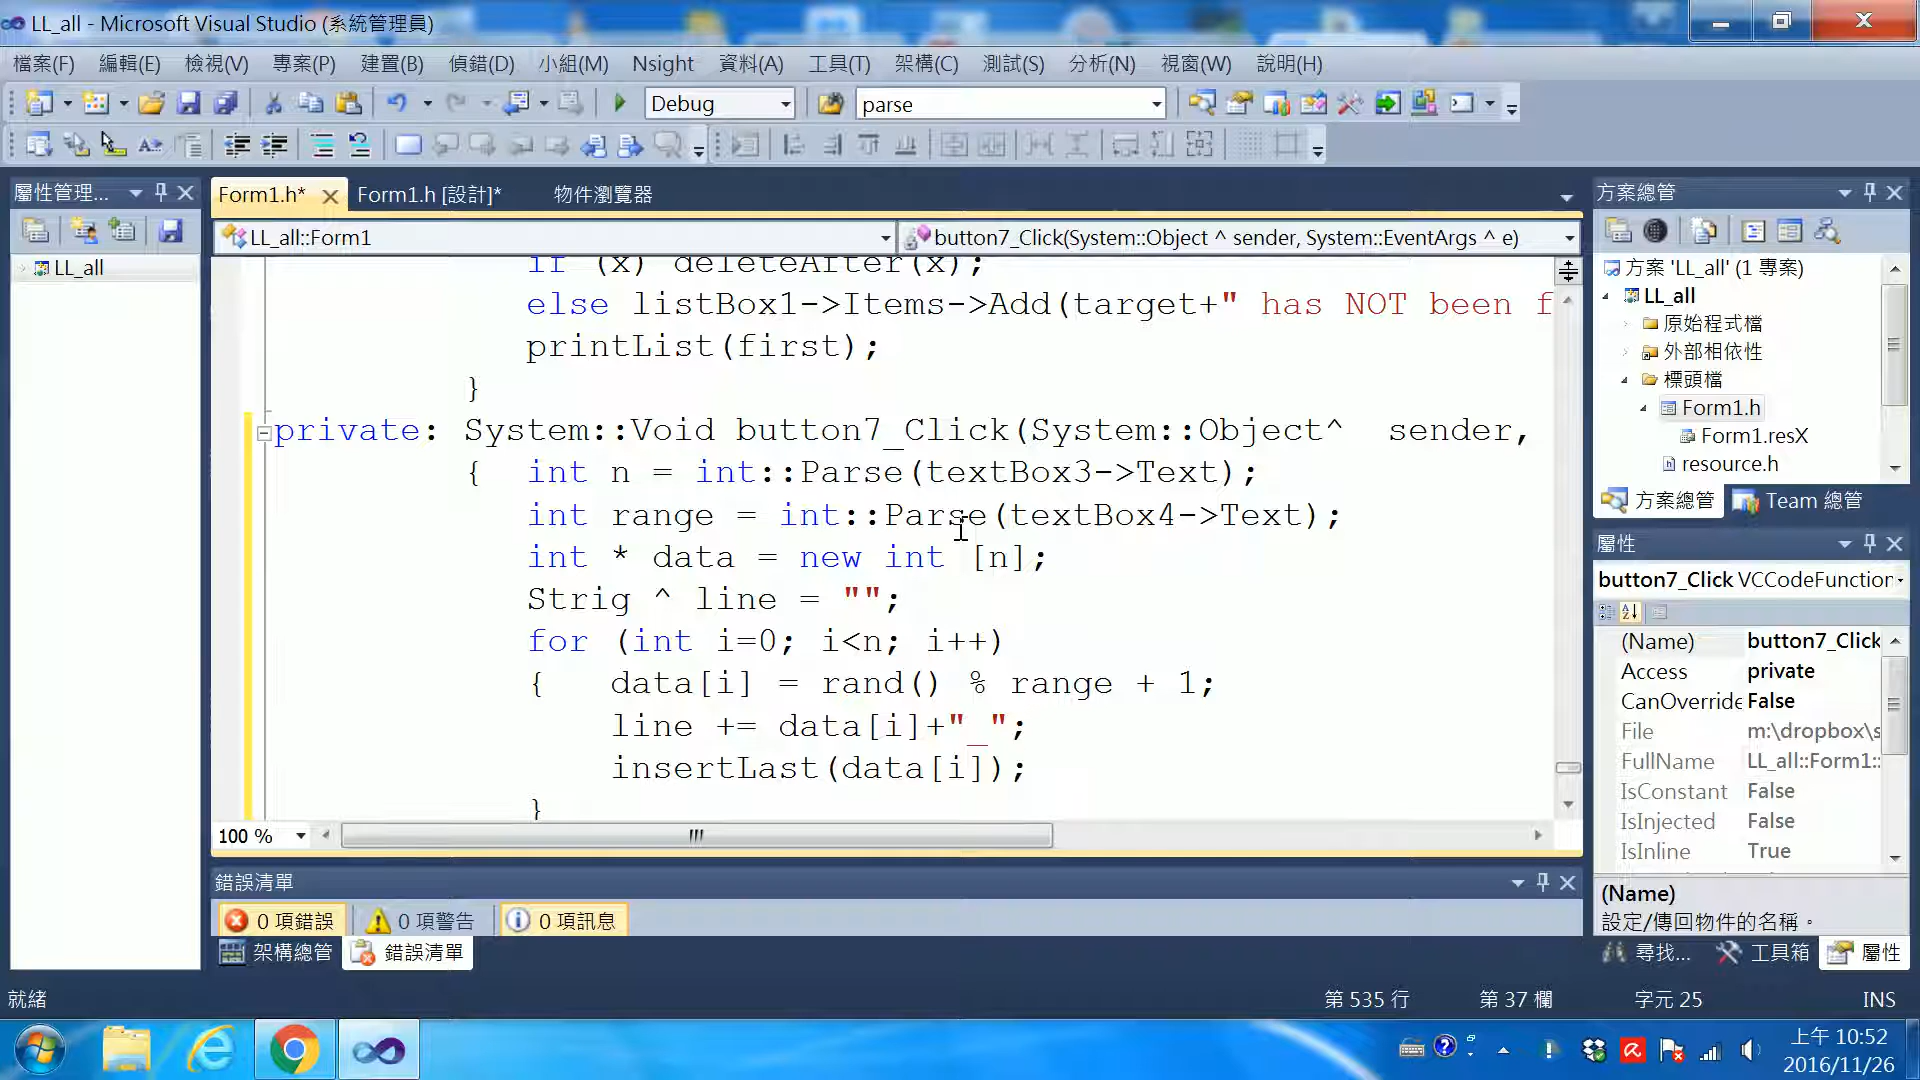 LL_all - Microsoft Visual Studio (系統管理員)
檔案(F) 編輯(E) 檢視(V) 專案(P) 建置(B) 偵錯(D) 小組(M) Nsight 資料(A) 工具(T) 架構(C) 測試(S) 分析(N) 視窗(W) 說明(H)
Debug parse
屬性管理...
LL_all
Form1.h* Form1.h [設計]* 物件瀏覽器
LL_all::Form1 button7_Click(System::Object ^ sender, System::EventArgs ^ e)
if (x) deleteAfter(x);
else listBox1->Items->Add(target+" has NOT been f
printList(first);
}
private: System::Void button7_Click(System::Object^  sender,
{ int n = int::Parse(textBox3->Text);
int range = int::Parse(textBox4->Text);
int * data = new int [n];
Strig ^ line = "";
for (int i=0; i<n; i++)
{ data[i] = rand() % range + 1;
line += data[i]+"_";
insertLast(data[i]);
}
100 %
錯誤清單
0 項錯誤 0 項警告 0 項訊息
架構總管 錯誤清單
方案總管
方案 'LL_all' (1 專案)
LL_all
原始程式檔
外部相依性
標頭檔
Form1.h
Form1.resX
resource.h
方案總管 Team 總管
屬性
button7_Click VCCodeFunction
(Name) button7_Click
Access private
CanOverride False
File m:\dropbox\s
FullName LL_all::Form1::
IsConstant False
IsInjected False
IsInline True
(Name)
設定/傳回物件的名稱。
尋找... 工具箱 屬性
就緒 第 535 行 第 37 欄 字元 25 INS
上午 10:52
2016/11/26